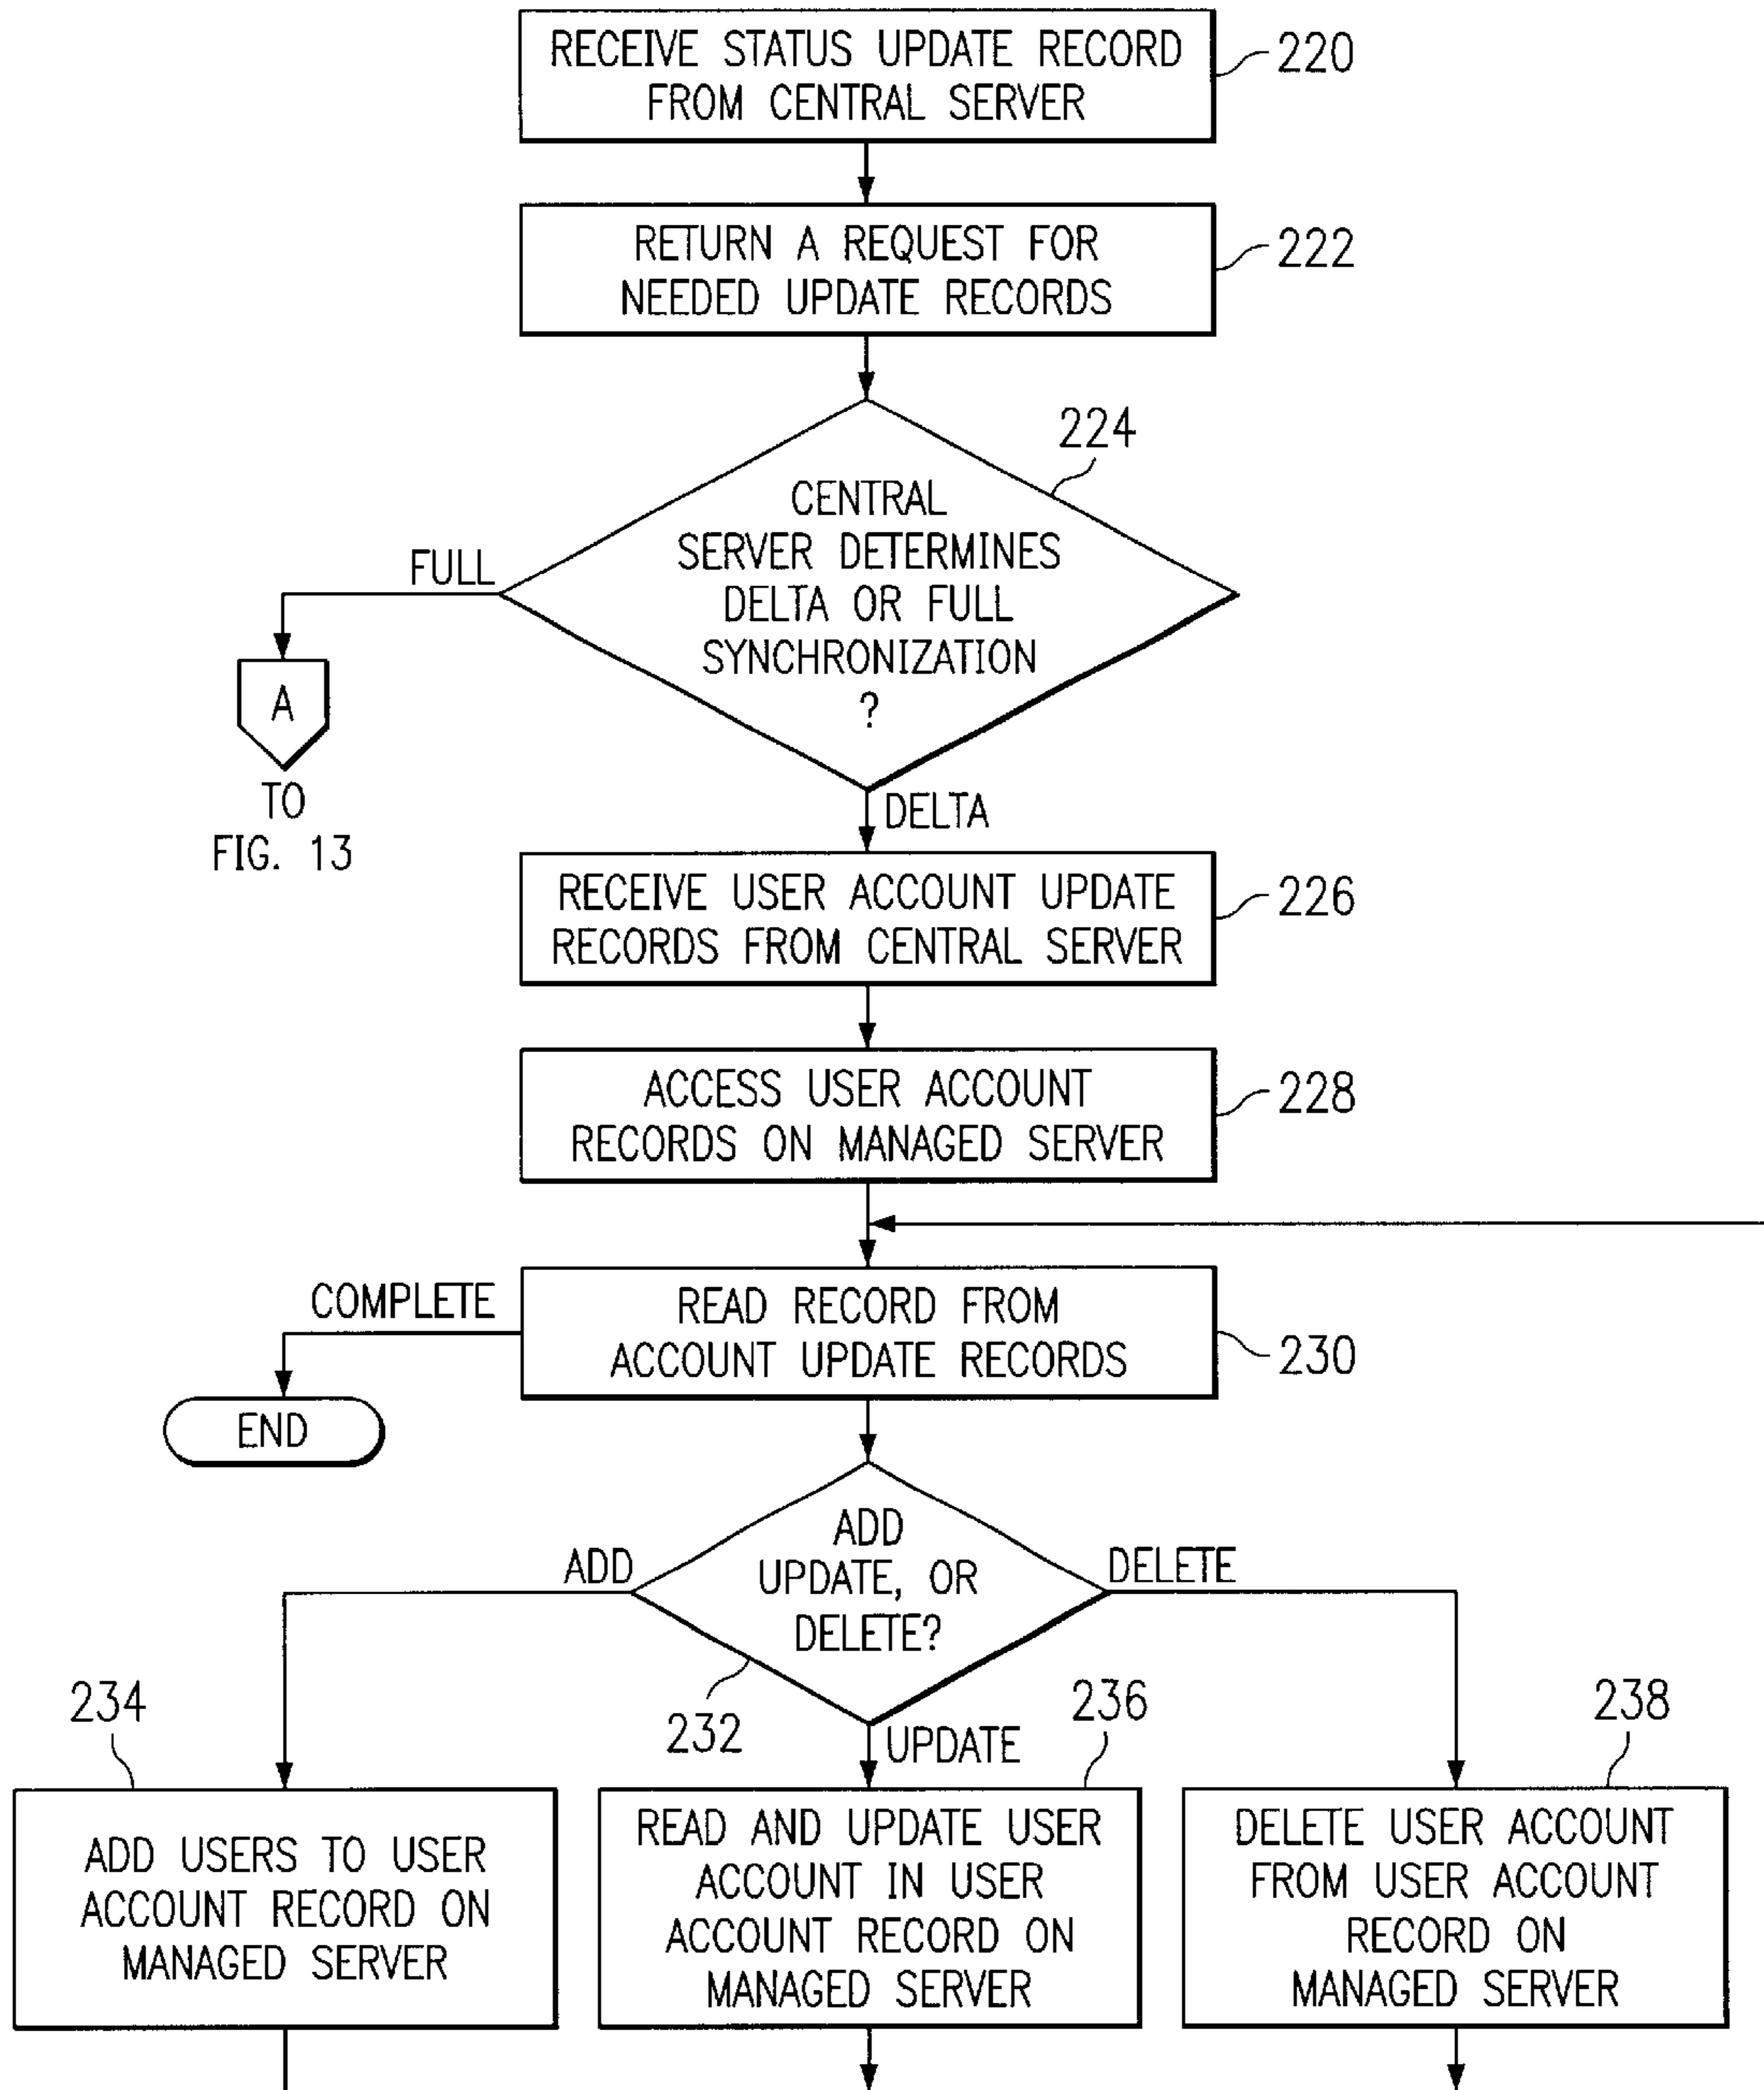 RECEIVE STATUS UPDATE RECORD
FROM CENTRAL SERVER
220
RETURN A REQUEST FOR
NEEDED UPDATE RECORDS
222
224
CENTRAL
SERVER DETERMINES
DELTA OR FULL
SYNCHRONIZATION
?
FULL
A
TO
FIG. 13
DELTA
RECEIVE USER ACCOUNT UPDATE
RECORDS FROM CENTRAL SERVER
226
ACCESS USER ACCOUNT
RECORDS ON MANAGED SERVER
228
COMPLETE
READ RECORD FROM
ACCOUNT UPDATE RECORDS
230
END
ADD
UPDATE, OR
DELETE?
ADD
DELETE
232
UPDATE
234
236
238
ADD USERS TO USER
ACCOUNT RECORD ON
MANAGED SERVER
READ AND UPDATE USER
ACCOUNT IN USER
ACCOUNT RECORD ON
MANAGED SERVER
DELETE USER ACCOUNT
FROM USER ACCOUNT
RECORD ON
MANAGED SERVER